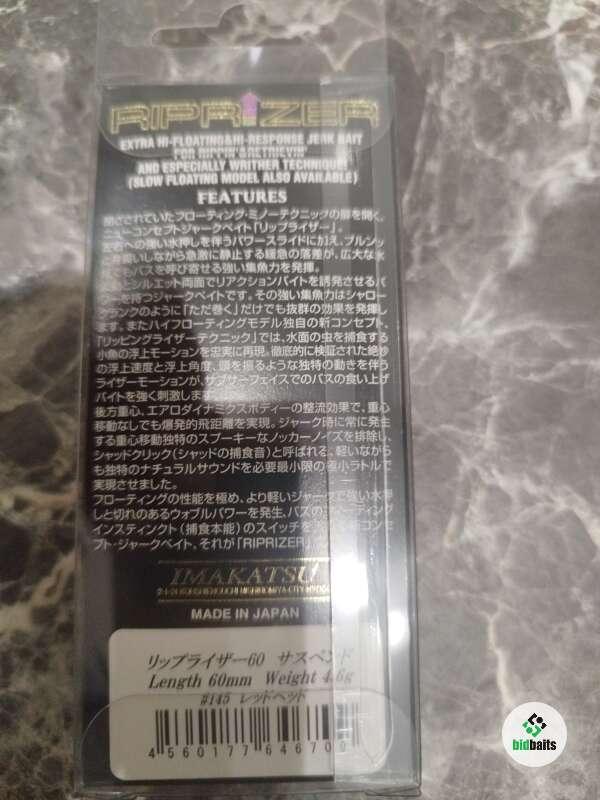 RIPRIZER
EXTRA HI-FLOATING&HI-RESPONSE JERK BAIT
FOR RIPPIN'&RETRIEVIN'
AND ESPECIALLY WRITHER TECHNIQUE
(SLOW FLOATING MODEL ALSO AVAILABLE)
FEATURES
されていたフローティング・ミノーテクニックの扉を開く、
ニューコンセプトジャークベイト「リップライザー」。
左右への強い水押しを伴うパワースライドに加え、ブルンッ
いしながら急激に静止する緩急の落差が、広大な水
でもバスを呼び寄せる強い集魚力を発揮。
とシルエット両面でリアクションバイトを誘発させるパ
ワーを持つジャークベイトです。その強い集魚力はシャロー
クランクのように「ただ巻く」だけでも抜群の効果を発揮し
ます。またハイフローティングモデル独自の新コンセプト、
「リッピングライザーテクニック」では、水面の虫を捕食する
小魚の浮上モーションを忠実に再現。徹底的に検証された絶妙
の浮上速度と浮上角度、頭を振るような独特の動きを伴う
ライザーモーションが、サブサーフェイスでのバスの食い上げ
バイトを強く刺激します
後方重心、エアロダイナミクスボディーの整流効果で、重心
移動なしでも爆発的飛距離を実現。ジャーク時に常に発生
する重心移動独特のスプーキーなノッカーノイズを排除し、
シャッドクリック(シャッドの捕食音)と呼ばれる、軽いながら
も独特のナチュラルサウンドを必要最小限の極小ラトルで
実現させました。
フローティングの性能を極め、より軽いジャークで強い水押
しと切れのあるウォブルパワーを発生、バスのフィーディング
インスティンクト(捕食本能)のスイッチを コンセ
プト・ジャークベイト、それが「RIPRIZER」
IMAKATSU
MADE IN JAPAN
リップライザー60 サスペンド
Length 60mm Weight 4.6g
#145 レッドヘッド
4 560177 646700
bidbaits